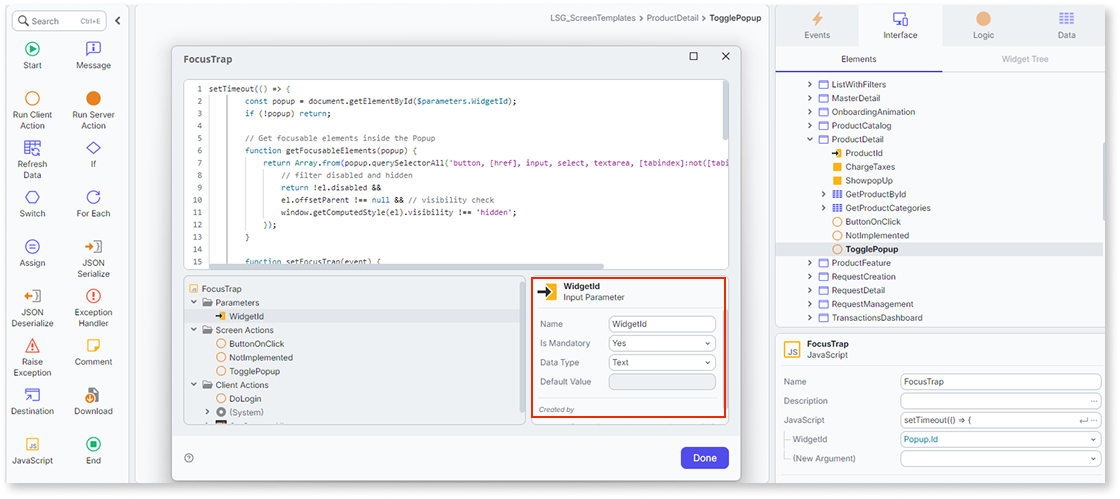 Search Ctrl+E
Start
Message
Run Client
Action
Run Server
Action
Refresh
Data
If
Switch
For Each
Assign
JSON
Serialize
JSON
Deserialize
Exception
Handler
Raise
Exception
Comment
Destination
Download
JS
JavaScript
End
LSG_ScreenTemplates > ProductDetail > TogglePopup
FocusTrap
1 setTimeout(() => {
2 const popup = document.getElementById($parameters.WidgetId);
3 if (!popup) return;
4
5 // Get focusable elements inside the Popup
6 function getFocusableElements(popup) {
7 return Array.from(popup.querySelectorAll('button, [href], input, select, textarea, [tabindex]:not([tabi
8 // filter disabled and hidden
9 return !el.disabled &&
10 el.offsetParent !== null && // visibility check
11 window.getComputedStyle(el).visibility !== 'hidden';
12 });
13 }
14
15 function setFocusTrap(event) {
JS FocusTrap
Parameters
WidgetId
Screen Actions
ButtonOnClick
NotImplemented
TogglePopup
Client Actions
DoLogin
(System)
WidgetId
Input Parameter
Name WidgetId
Is Mandatory Yes
Data Type Text
Default Value
Created by
Done
Events
Interface
Logic
Data
Elements
Widget Tree
ListWithFilters
MasterDetail
OnboardingAnimation
ProductCatalog
ProductDetail
ProductId
ChargeTaxes
ShowpopUp
GetProductById
GetProductCategories
ButtonOnClick
NotImplemented
TogglePopup
ProductFeature
RequestCreation
RequestDetail
RequestManagement
TransactionsDashboard
JS
FocusTrap
JavaScript
Name FocusTrap
Description ...
JavaScript setTimeout(() => { ...
WidgetId Popup.Id
(New Argument)